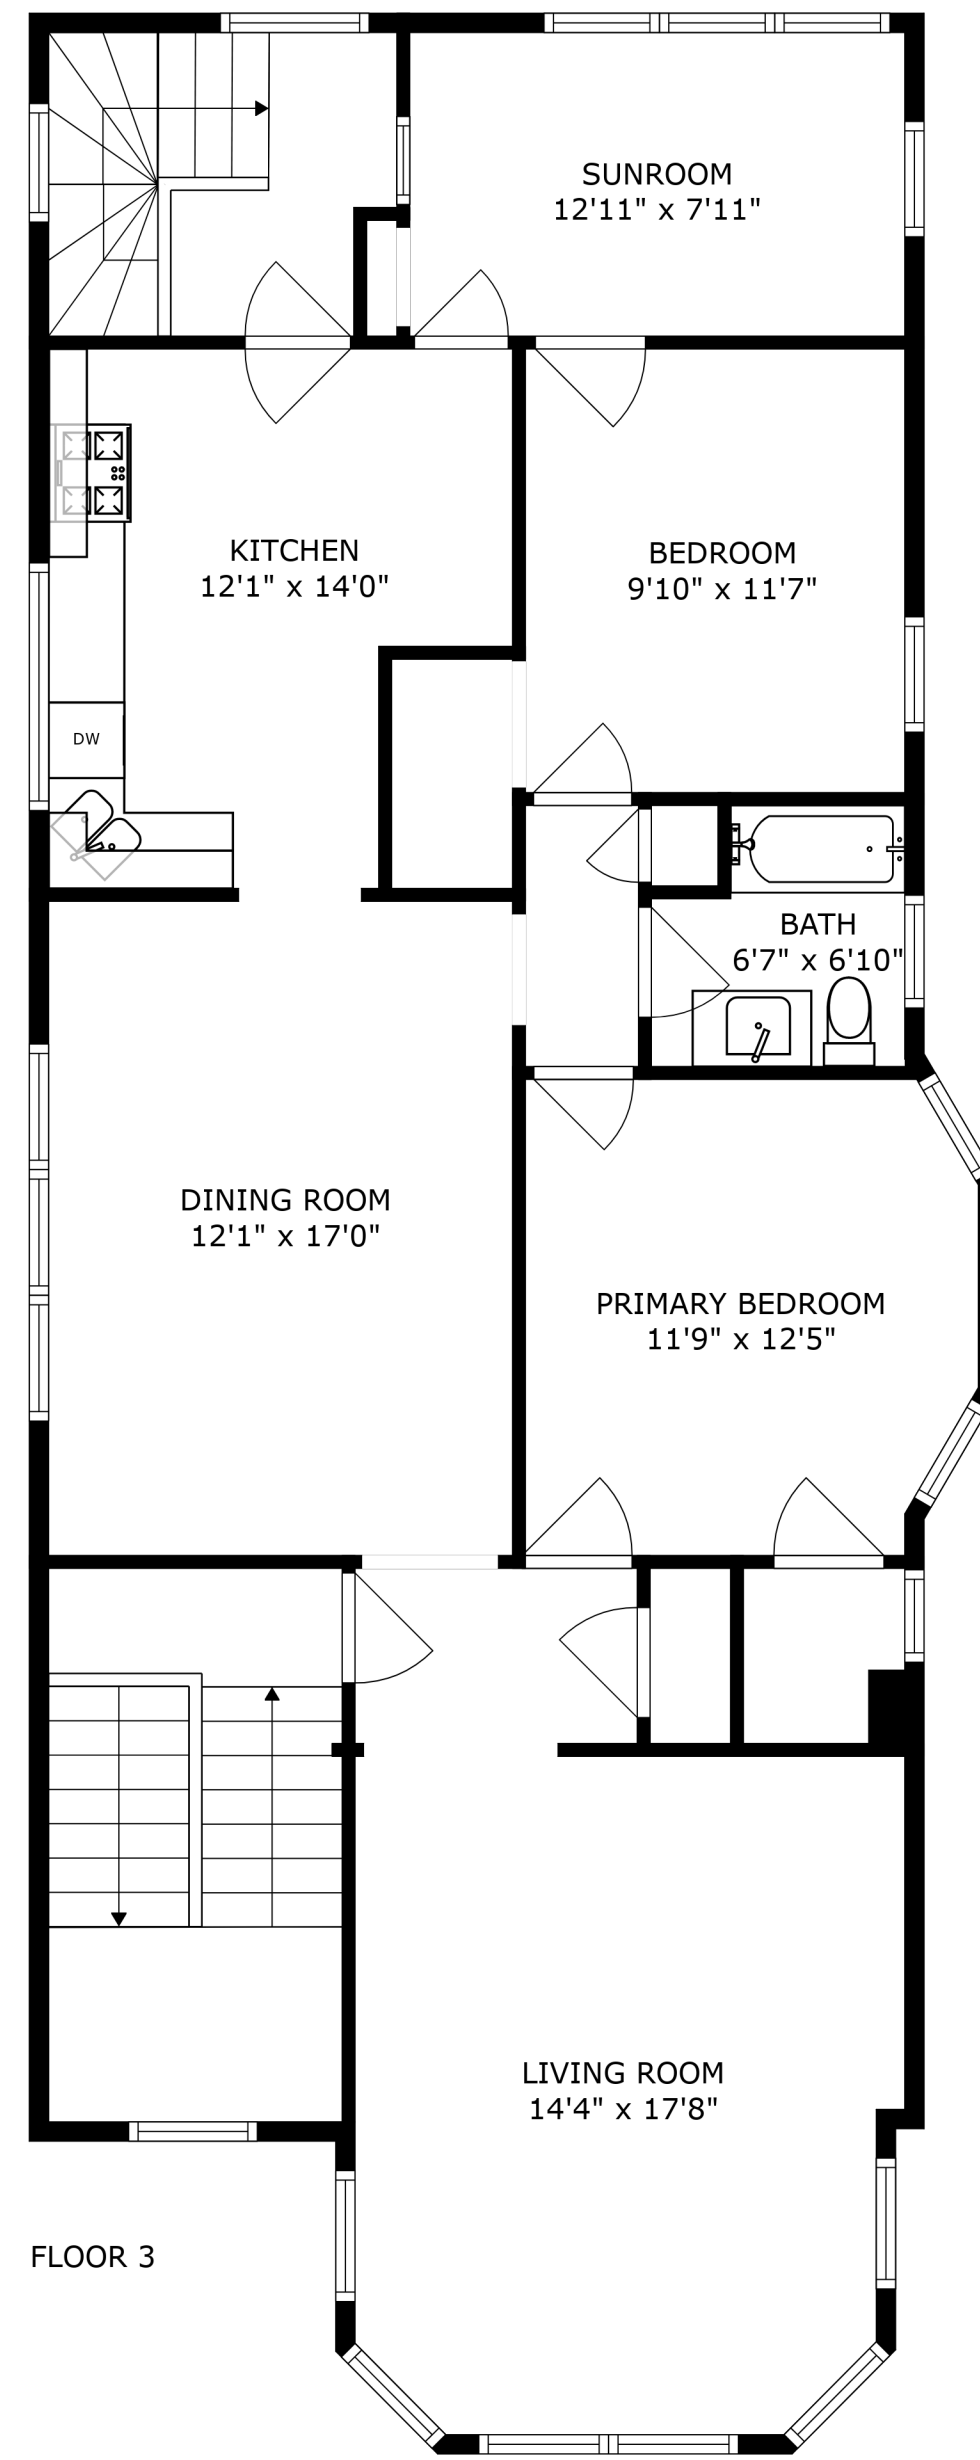 SUNROOM
12'11" x 7'11"
KITCHEN
12'1" x 14'0"
BEDROOM
9'10" x 11'7"
DW
BATH
6'7" x 6'10"
DINING ROOM
12'1" x 17'0"
PRIMARY BEDROOM
11'9" x 12'5"
LIVING ROOM
14'4" x 17'8"
FLOOR 3